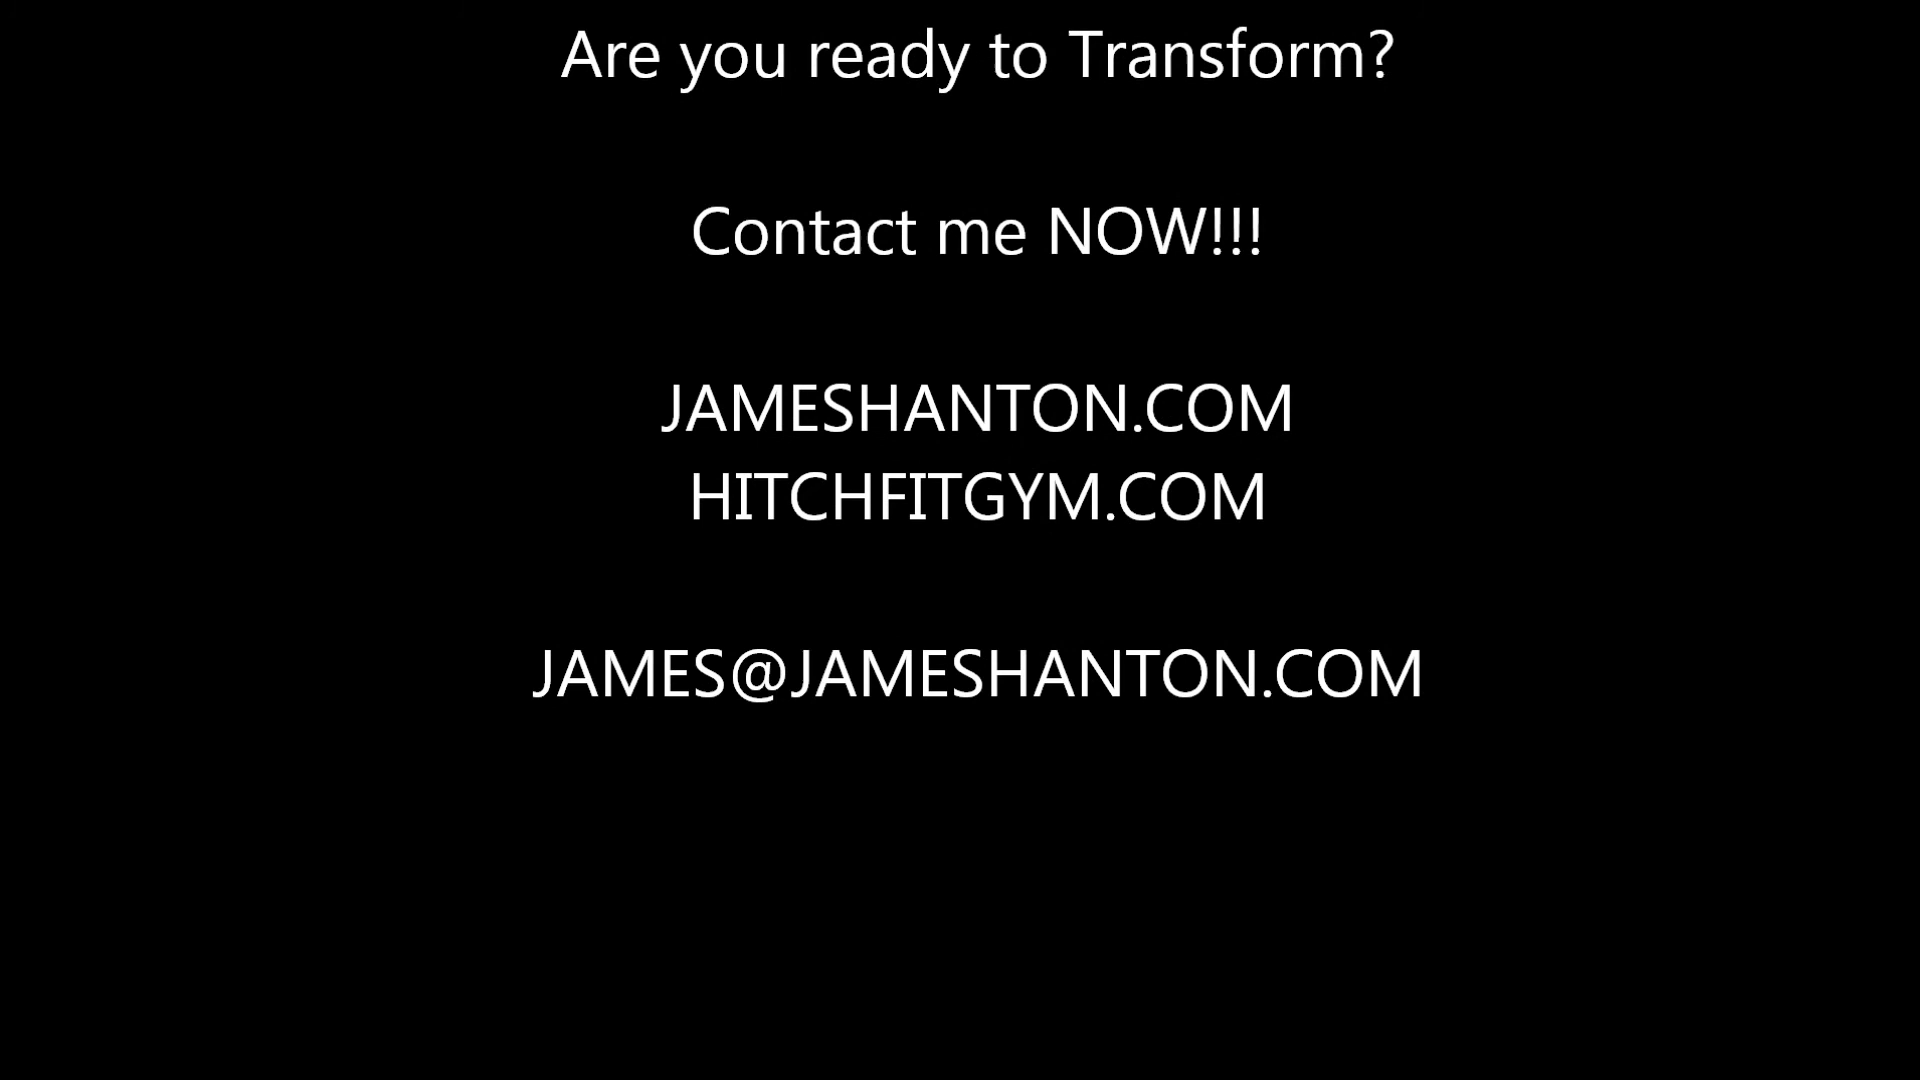 Are you ready to Transform?
Contact me NOW!!!
JAMESHANTON.COM
HITCHFITGYM.COM
JAMES@JAMESHANTON.COM